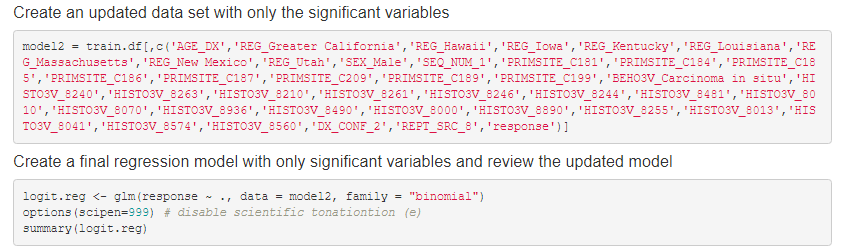 Create an updated data set with only the significant variables
model2 = train.df[,c('AGE_DX','REG_Greater California','REG_Hawaii','REG_Iowa','REG_Kentucky','REG_Louisiana','RE
G_Massachusetts','REG_New Mexico','REG_Utah','SEX_Male','SEQ_NUM_1','PRIMSITE_C181','PRIMSITE_C184','PRIMSITE_C18
5','PRIMSITE_C186','PRIMSITE_C187','PRIMSITE_C209','PRIMSITE_C189','PRIMSITE_C199','BEHO3V_Carcinoma in situ','HI
STO3V_8240','HISTO3V_8263','HISTO3V_8210','HISTO3V_8261','HISTO3V_8246','HISTO3V_8244','HISTO3V_8481','HISTO3V_80
10','HISTO3V_8070','HISTO3V_8936','HISTO3V_8490','HISTO3V_8000','HISTO3V_8890','HISTO3V_8255','HISTO3V_8013','HIS
TO3V_8041','HISTO3V_8574','HISTO3V_8560','DX_CONF_2','REPT_SRC_8','response')]
Create a final regression model with only significant variables and review the updated model
logit.reg <- glm(response ~ ., data = model2, family = "binomial")
options(scipen=999) # disable scientific tonationtion (e)
summary(logit.reg)